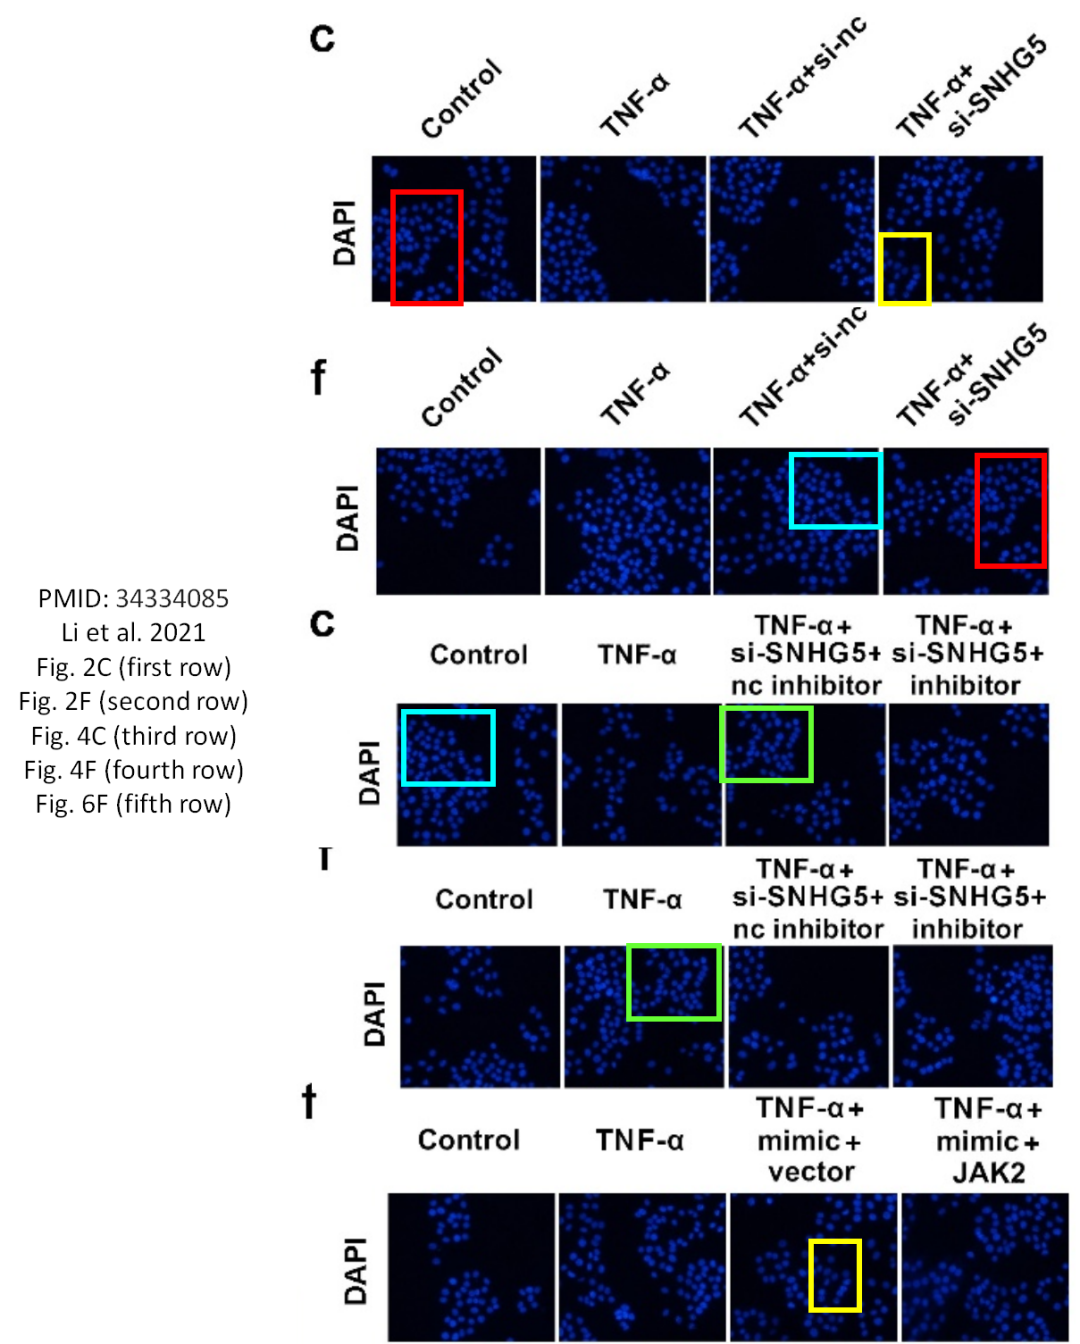 c
Control
TNF-α
TNF-α+si-nc
TNF-α+
si-SNHG5
DAPI
f
Control
TNF-α
TNF-α+si-nc
TNF-α+
si-SNHG5
DAPI
PMID: 34334085
Li et al. 2021
Fig. 2C (first row)
Fig. 2F (second row)
Fig. 4C (third row)
Fig. 4F (fourth row)
Fig. 6F (fifth row)
c
Control
TNF-α
TNF-α+
si-SNHG5+
nc inhibitor
TNF-α+
si-SNHG5+
inhibitor
DAPI
Control
TNF-α
TNF-α+
si-SNHG5+
nc inhibitor
TNF-α+
si-SNHG5+
inhibitor
DAPI
f
Control
TNF-α
TNF-α+
mimic+
vector
TNF-α+
mimic+
JAK2
DAPI